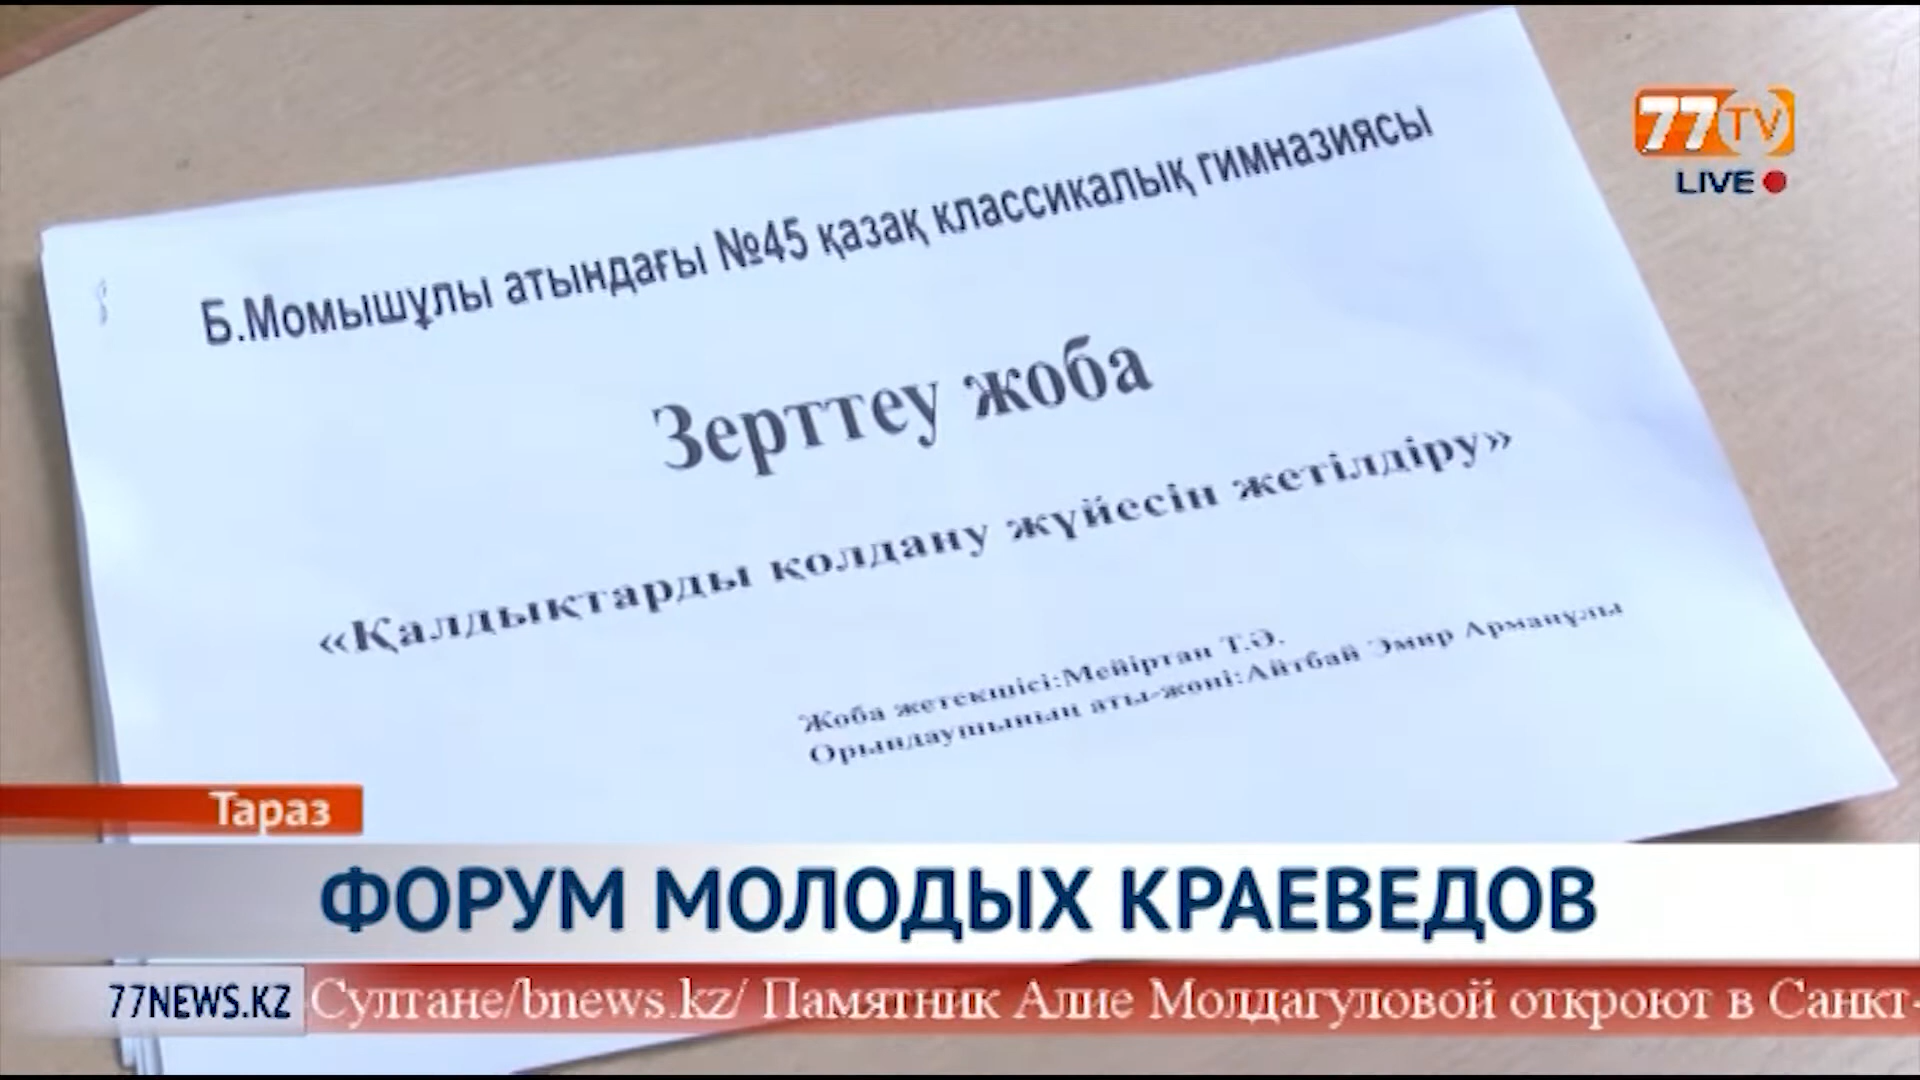 77TV
LIVE
Б.Момышұлы атындағы №45 қазақ классикалық гимназиясы
Зерттеу жоба
«Қалдықтарды қолдану жүйесін жетілдіру»
Жоба жетекшісі:Мейіртан Т.Ә.
Орындаушының аты-жөні:Айтбай Эмир Арманұлы
Тараз
ФОРУМ МОЛОДЫХ КРАЕВЕДОВ
77NEWS.KZ
Султане/bnews.kz/ Памятник Алие Молдагуловой откроют в Санкт-